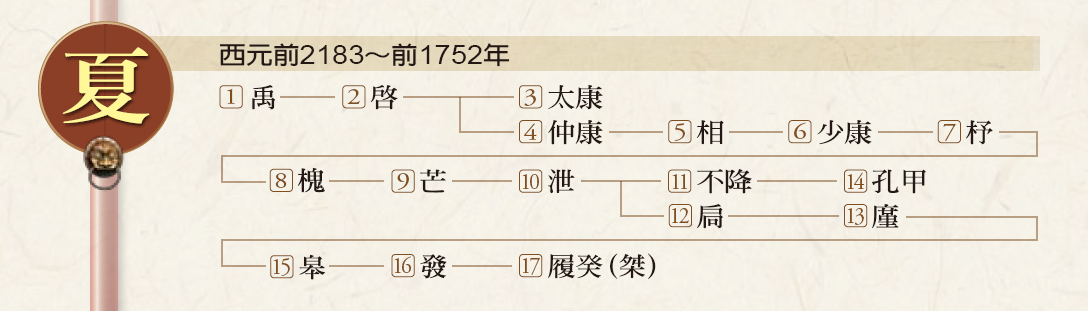 夏
西元前2183～前1752年
1 禹 2 啓 3 太康
4 仲康 5 相 6 少康 7 杼
8 槐 9 芒 10 泄 11 不降 14 孔甲
12 扃 13 廑
15 皋 16 發 17 履癸(桀)